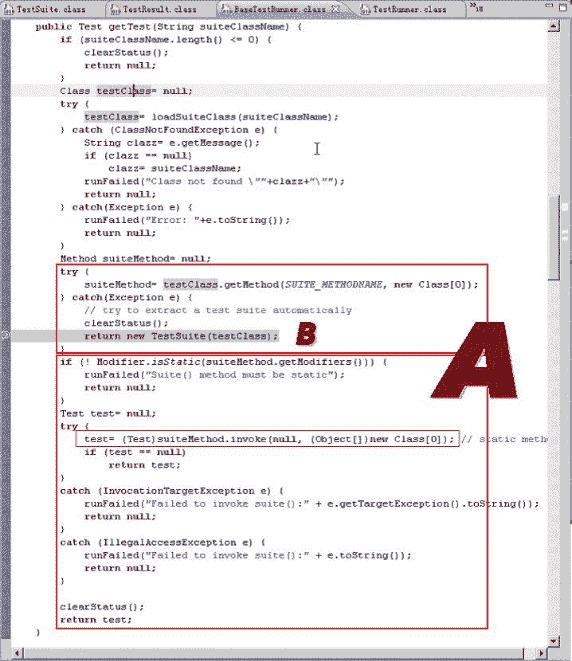 TestSuite.class TestResult.class BaseTestRunner.class TestRunner.class »18
public Test getTest(String suiteClassName) {
if (suiteClassName.length() <= 0) {
clearStatus();
return null;
}
Class testClass= null;
try {
testClass= loadSuiteClass(suiteClassName);
} catch (ClassNotFoundException e) {
String clazz= e.getMessage();
if (clazz == null)
clazz= suiteClassName;
runFailed("Class not found \""+clazz+"\"");
return null;
} catch(Exception e) {
runFailed("Error: "+e.toString());
return null;
}
Method suiteMethod= null;
try {
suiteMethod= testClass.getMethod(SUITE_METHODNAME, new Class[0]);
} catch(Exception e) {
// try to extract a test suite automatically
clearStatus();
return new TestSuite(testClass);
B
}
A
if (! Modifier.isStatic(suiteMethod.getModifiers())) {
runFailed("Suite() method must be static");
return null;
}
Test test= null;
try {
test= (Test)suiteMethod.invoke(null, (Object[])new Class[0]); // static metho
if (test == null)
return test;
}
catch (InvocationTargetException e) {
runFailed("Failed to invoke suite():" + e.getTargetException().toString());
return null;
}
catch (IllegalAccessException e) {
runFailed("Failed to invoke suite():" + e.toString());
return null;
}
clearStatus();
return test;
}